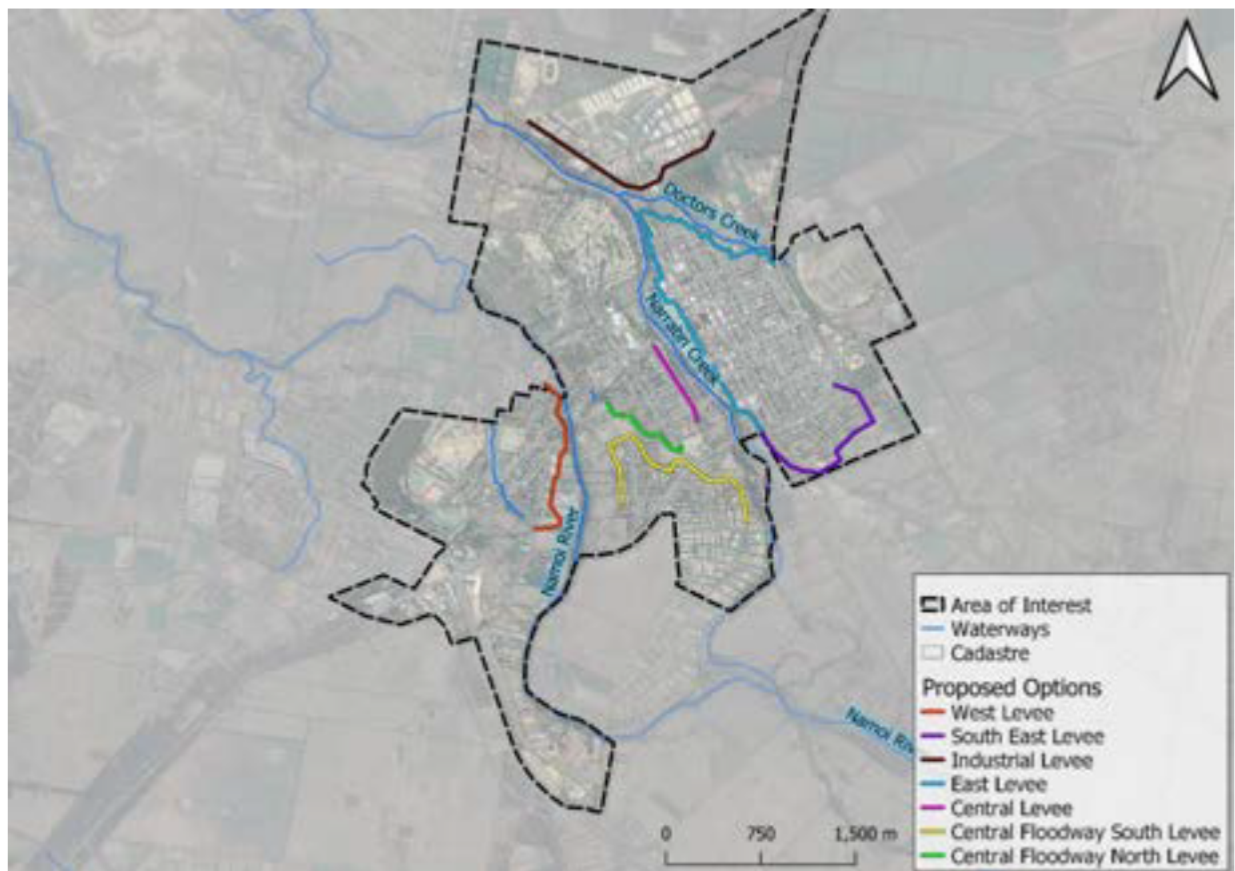 Doctors Creek
Narrabri Creek
Namoi River
Namoi Riv
Area of Interest
Waterways
Cadastre
Proposed Options
West Levee
South East Levee
Industrial Levee
East Levee
Central Levee
Central Floodway South Levee
Central Floodway North Levee
0 750 1,500 m